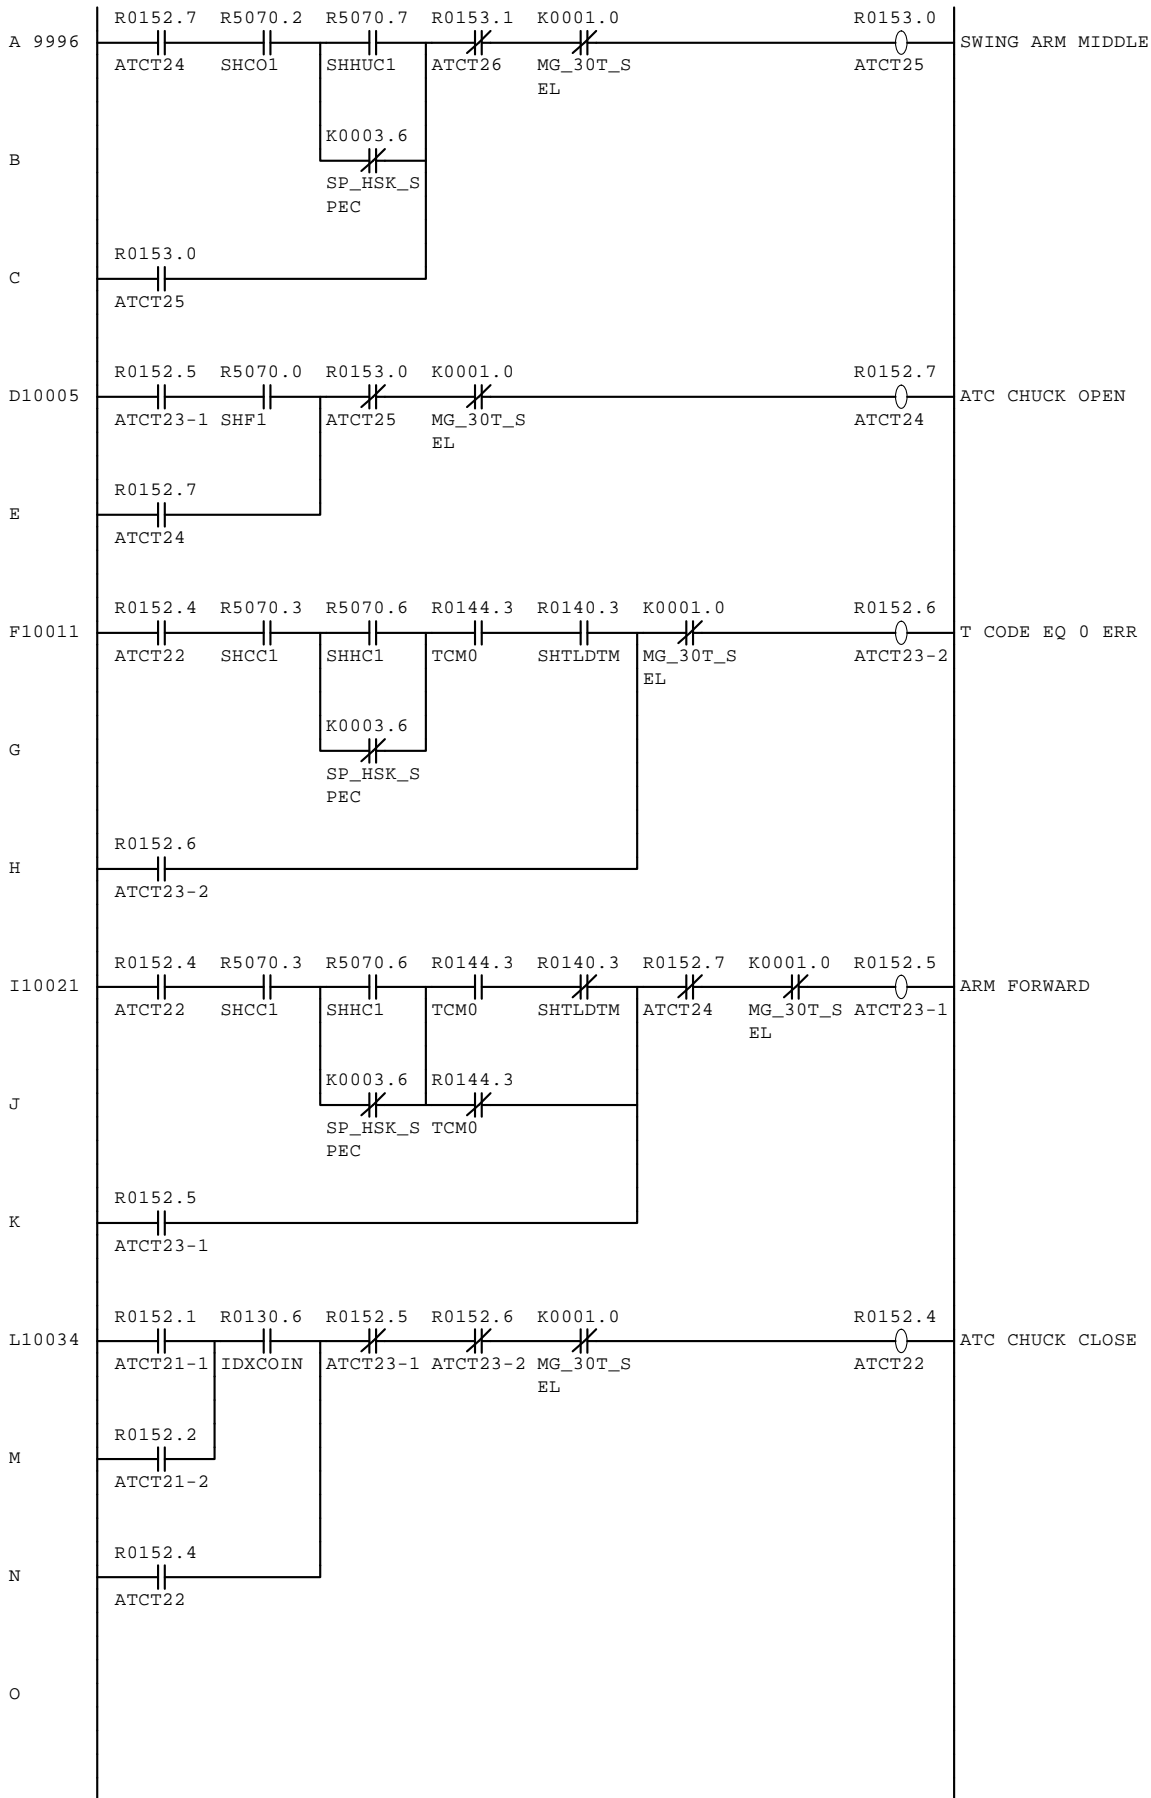 R0152.7 R5070.2 R5070.7 R0153.1 K0001.0 R0153.0
A 9996 SWING ARM MIDDLE
ATCT24 SHCO1 SHHUC1 ATCT26 MG_30T_S ATCT25
EL
K0003.6
B
SP_HSK_S
PEC
R0153.0
C
ATCT25
R0152.5 R5070.0 R0153.0 K0001.0 R0152.7
D10005 ATC CHUCK OPEN
ATCT23-1 SHF1 ATCT25 MG_30T_S ATCT24
EL
R0152.7
E
ATCT24
R0152.4 R5070.3 R5070.6 R0144.3 R0140.3 K0001.0 R0152.6
F10011 T CODE EQ 0 ERR
ATCT22 SHCC1 SHHC1 TCM0 SHTLDTM MG_30T_S ATCT23-2
EL
K0003.6
G
SP_HSK_S
PEC
R0152.6
H
ATCT23-2
R0152.4 R5070.3 R5070.6 R0144.3 R0140.3 R0152.7 K0001.0 R0152.5
I10021 ARM FORWARD
ATCT22 SHCC1 SHHC1 TCM0 SHTLDTM ATCT24 MG_30T_S ATCT23-1
EL
K0003.6 R0144.3
J
SP_HSK_S TCM0
PEC
R0152.5
K
ATCT23-1
R0152.1 R0130.6 R0152.5 R0152.6 K0001.0 R0152.4
L10034 ATC CHUCK CLOSE
ATCT21-1 IDXCOIN ATCT23-1 ATCT23-2 MG_30T_S ATCT22
EL
R0152.2
M
ATCT21-2
R0152.4
N
ATCT22
O